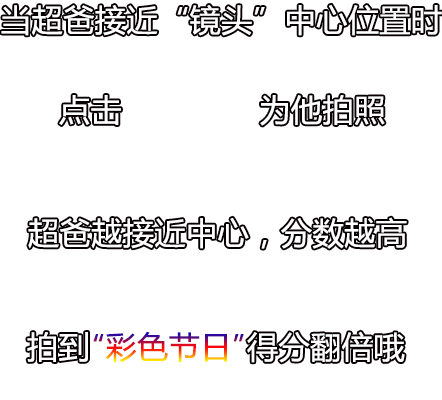 当超爸接近“镜头”中心位置时
点击 为他拍照
超爸越接近中心，分数越高
拍到“彩色节日”得分翻倍哦